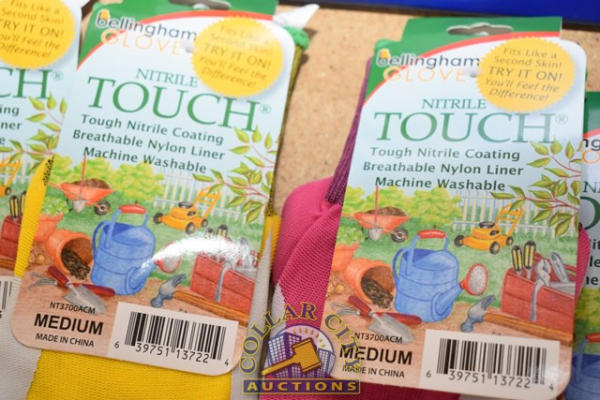 bellingham
GLOVE
Fits Like a
Second Skin!
TRY IT ON!
You'll Feel the
Difference!
NITRILE
TOUCH®
Tough Nitrile Coating
Breathable Nylon Liner
Machine Washable
NT3700ACM
MEDIUM
MADE IN CHINA
6 39751 13722 4
bellingham
GLOVE
Fits Like a
Second Skin!
TRY IT ON!
You'll Feel the
Difference!
NITRILE
TOUCH®
Tough Nitrile Coating
Breathable Nylon Liner
Machine Washable
NT3700ACM
MEDIUM
MADE IN CHINA
6 39751 13722 4
COLLAR CITY
AUCTIONS